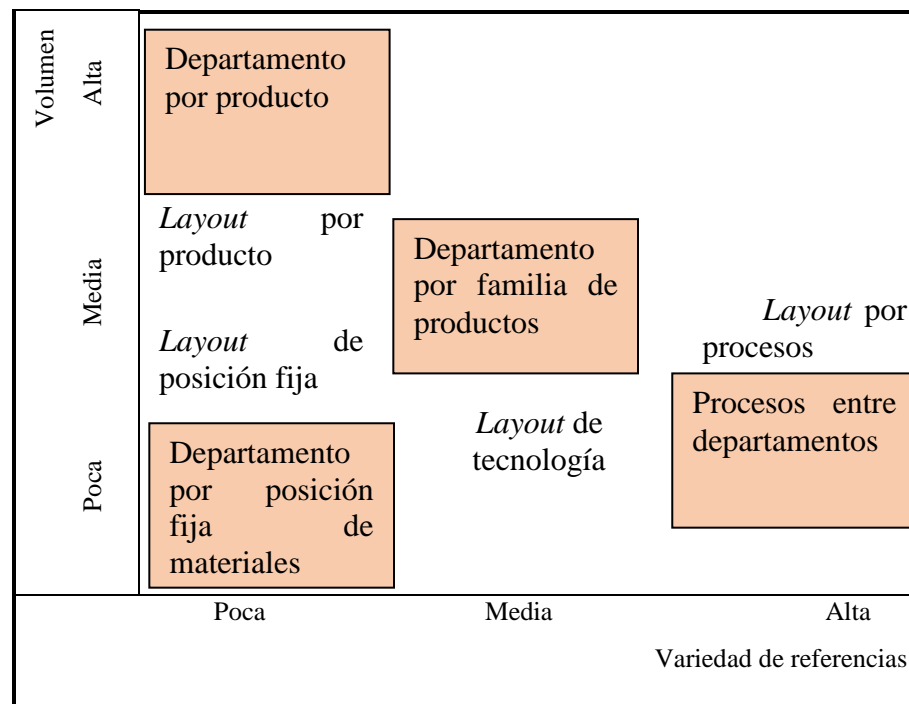 Volumen
Alta
Media
Poca
Departamento
por producto
Layout por
producto
Layout de
posición fija
Departamento
por posición
fija de
materiales
Departamento
por familia de
productos
Layout de
tecnología
Layout por
procesos
Procesos entre
departamentos
Poca
Media
Alta
Variedad de referencias